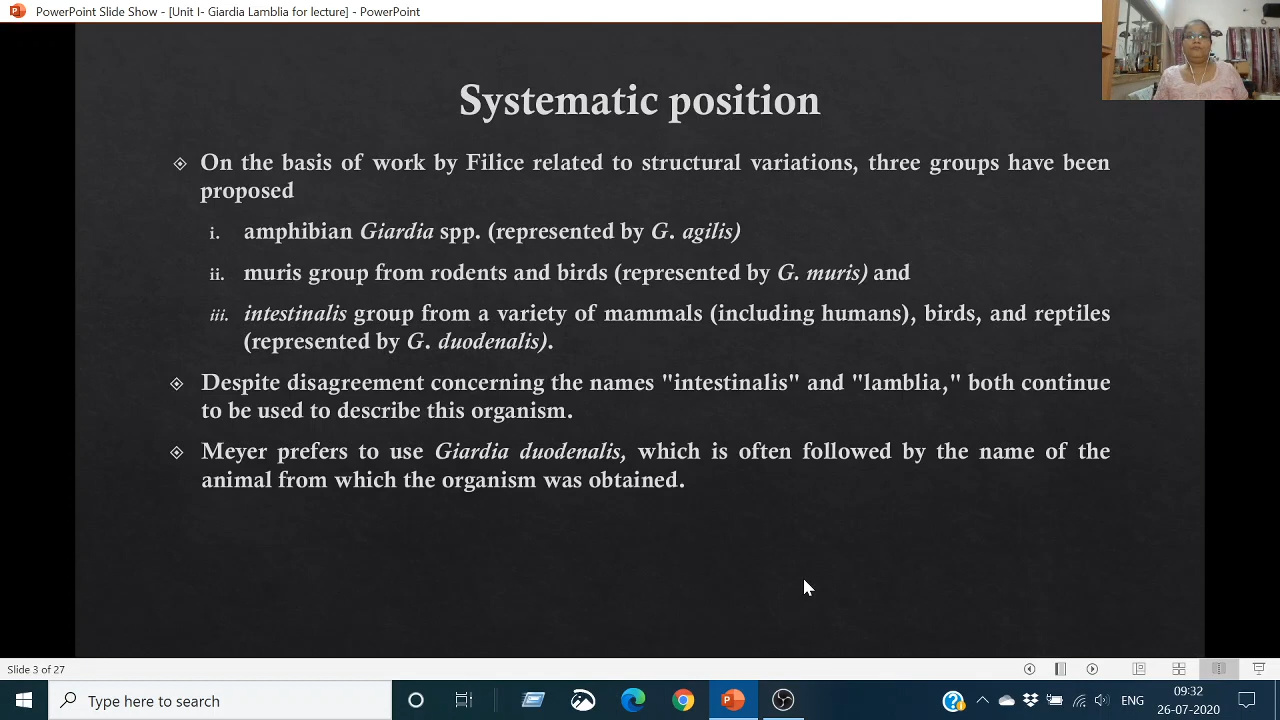 PowerPoint Slide Show - [Unit I- Giardia Lamblia for lecture] - PowerPoint
Systematic position
On the basis of work by Filice related to structural variations, three groups have been
proposed
i. amphibian Giardia spp. (represented by G. agilis)
ii. muris group from rodents and birds (represented by G. muris) and
iii. intestinalis group from a variety of mammals (including humans), birds, and reptiles
(represented by G. duodenalis).
Despite disagreement concerning the names "intestinalis" and "lamblia," both continue
to be used to describe this organism.
Meyer prefers to use Giardia duodenalis, which is often followed by the name of the
animal from which the organism was obtained.
Slide 3 of 27
Type here to search
ENG
09:32
26-07-2020